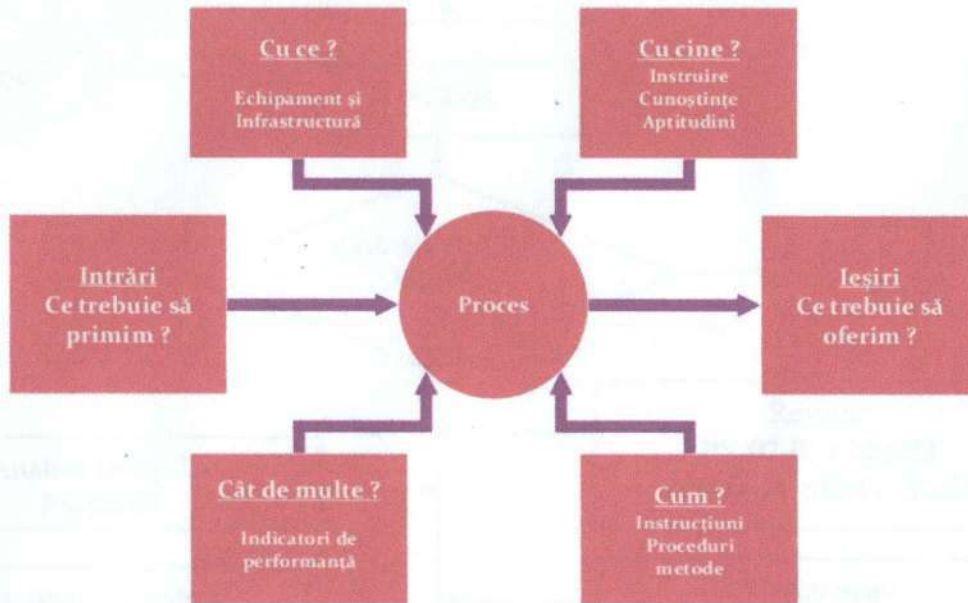 Cu ce ?
Echipament și
Infrastructură
Cu cine ?
Instruire
Cunoștințe
Aptitudini
Intrări
Ce trebuie să
primim ?
Proces
Ieșiri
Ce trebuie să
oferim ?
Cât de multe ?
Indicatori de
performanță
Cum ?
Instrucțiuni
Proceduri
metode